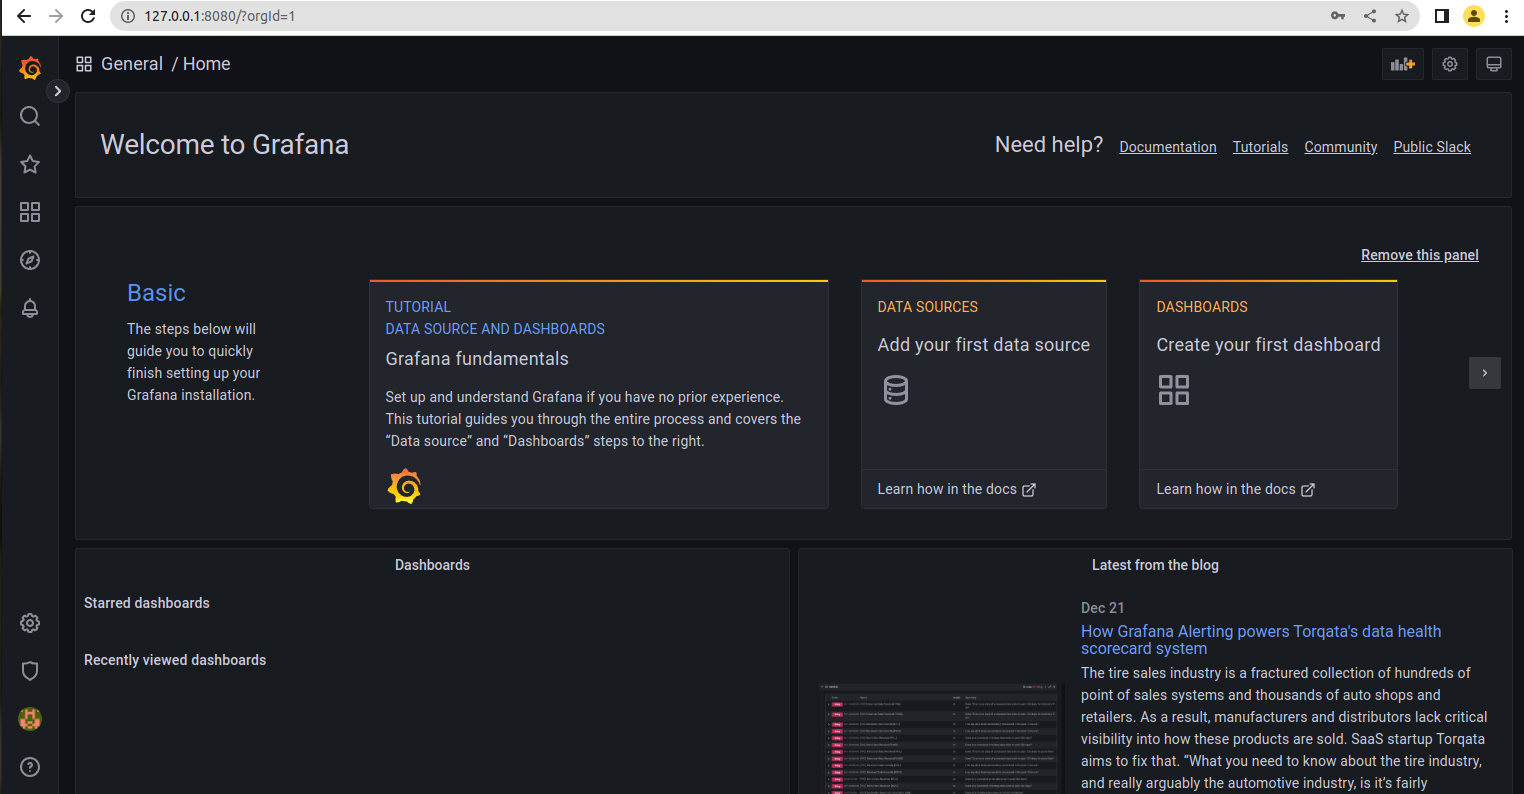 127.0.0.1:8080/?orgId=1
General / Home
Welcome to Grafana
Need help? Documentation Tutorials Community Public Slack
Remove this panel
Basic
The steps below will
guide you to quickly
finish setting up your
Grafana installation.
TUTORIAL
DATA SOURCE AND DASHBOARDS
Grafana fundamentals
Set up and understand Grafana if you have no prior experience.
This tutorial guides you through the entire process and covers the
“Data source” and “Dashboards” steps to the right.
DATA SOURCES
Add your first data source
Learn how in the docs
DASHBOARDS
Create your first dashboard
Learn how in the docs
Dashboards
Starred dashboards
Recently viewed dashboards
Latest from the blog
Dec 21
How Grafana Alerting powers Torqata's data health
scorecard system
The tire sales industry is a fractured collection of hundreds of
point of sales systems and thousands of auto shops and
retailers. As a result, manufacturers and distributors lack critical
visibility into how these products are sold. SaaS startup Torqata
aims to fix that. “What you need to know about the tire industry,
and really arguably the automotive industry, is it’s fairly